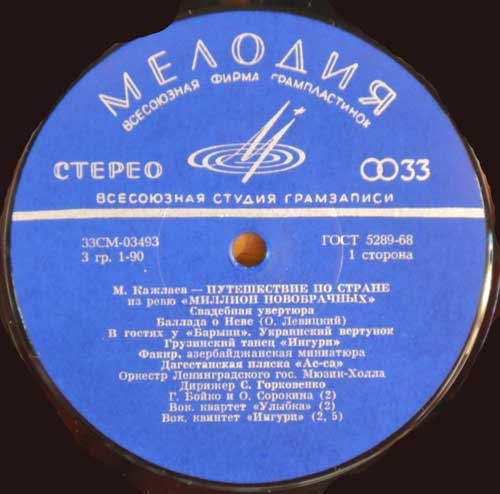 МЕЛОДИЯ
ВСЕСОЮЗНАЯ ФИРМА ГРАМПЛАСТИНОК
СТЕРЕО
33
ВСЕСОЮЗНАЯ СТУДИЯ ГРАМЗАПИСИ
33СМ-03493
ГОСТ 5289-68
3 гр. 1-90
1 сторона
М. Кажлаев — ПУТЕШЕСТВИЕ ПО СТРАНЕ
из ревю «МИЛЛИОН НОВОБРАЧНЫХ»
Свадебная увертюра
Баллада о Неве (О. Левицкий)
В гостях у «Барыни». Украинский вертунок
Грузинский танец «Ингури»
Факир, азербайджанская миниатюра
Дагестанская пляска «Ас-са»
Оркестр Ленинградского гос. Мюзик-Холла
Дирижер С. Горковенко
Г. Бойко и О. Сорокина (2)
Вок. квартет «Улыбка» (2)
Вок. квинтет «Ингури» (2, 5)